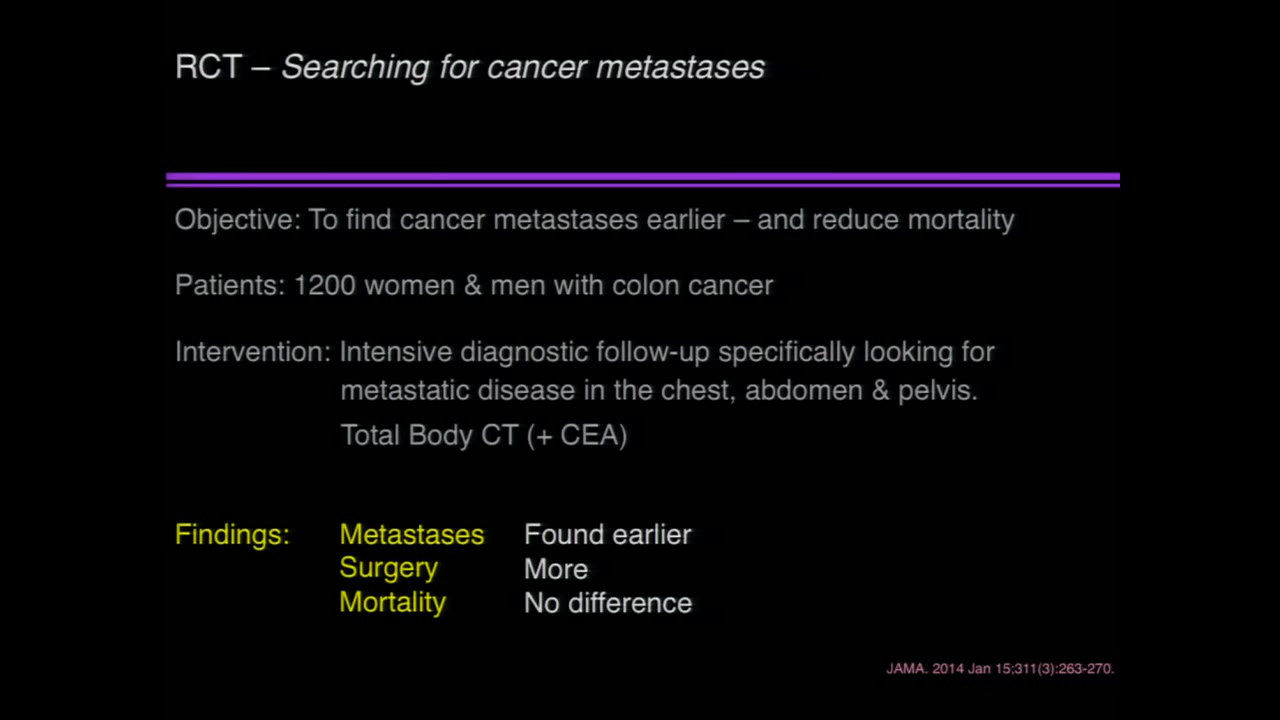 RCT – Searching for cancer metastases
Objective: To find cancer metastases earlier – and reduce mortality
Patients: 1200 women & men with colon cancer
Intervention: Intensive diagnostic follow-up specifically looking for
metastatic disease in the chest, abdomen & pelvis.
Total Body CT (+ CEA)
Findings: Metastases Found earlier
Surgery More
Mortality No difference
JAMA. 2014 Jan 15;311(3):263-270.